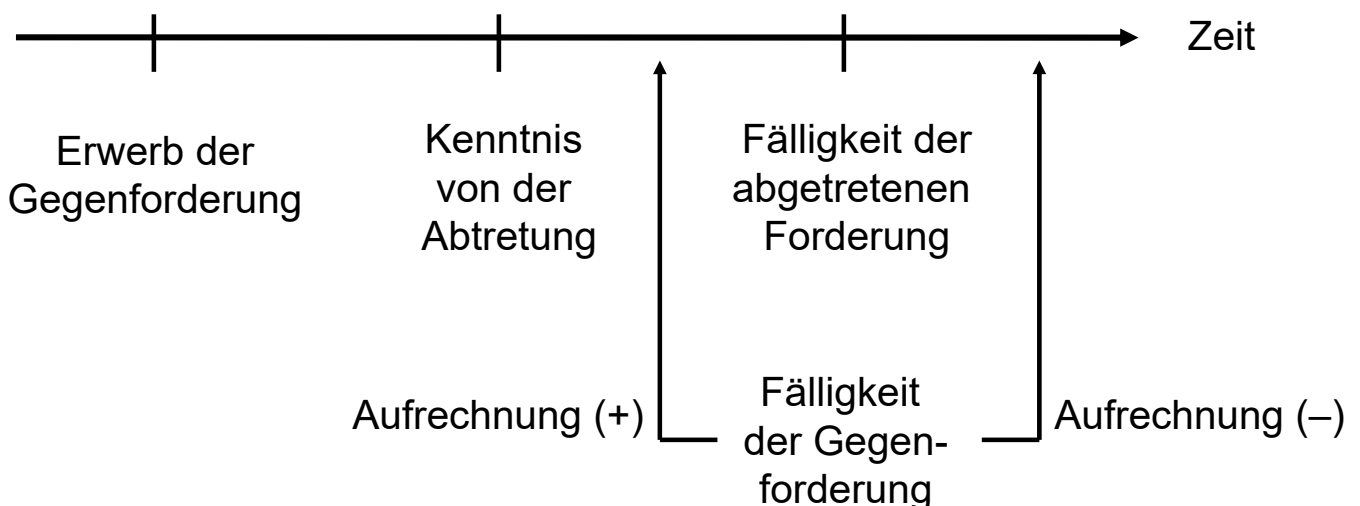 Zeit
Erwerb der
Gegenforderung
Kenntnis
von der
Abtretung
Fälligkeit der
abgetretenen
Forderung
Aufrechnung (+)
Fälligkeit
der Gegen-
forderung
Aufrechnung (–)